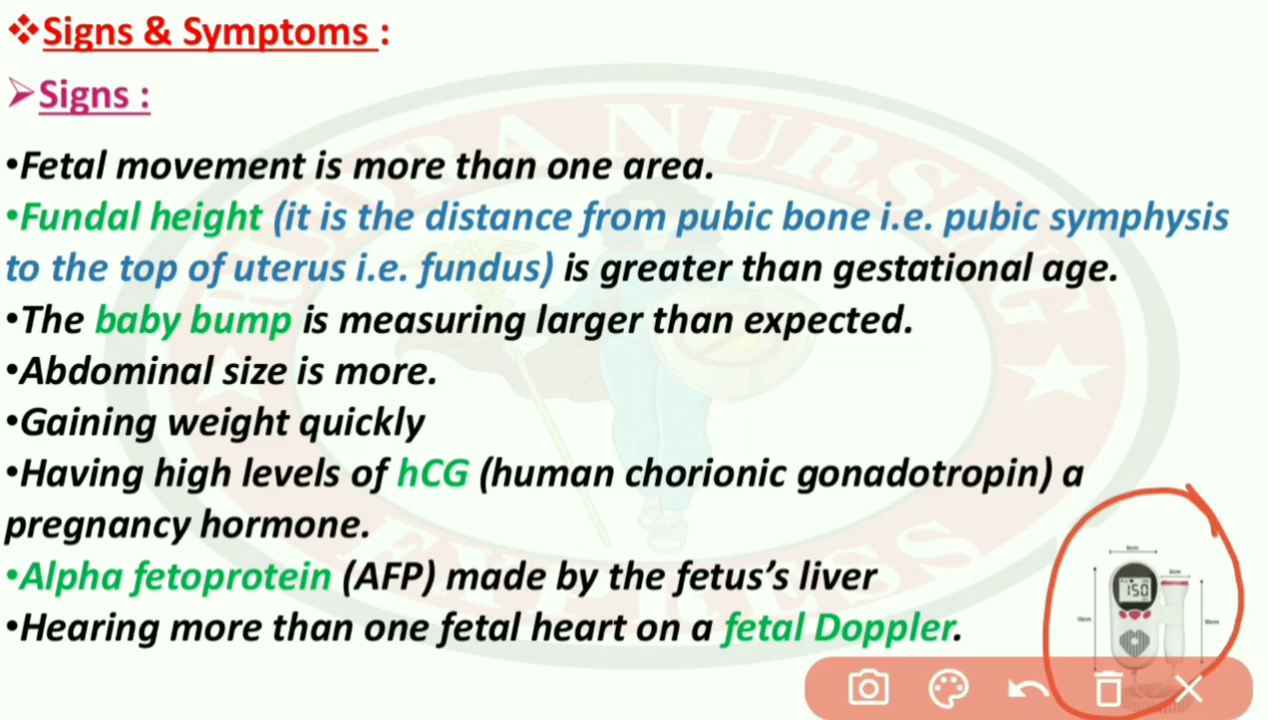 ❖Signs & Symptoms :
➢Signs :
•Fetal movement is more than one area.
•Fundal height (it is the distance from pubic bone i.e. pubic symphysis
to the top of uterus i.e. fundus) is greater than gestational age.
•The baby bump is measuring larger than expected.
•Abdominal size is more.
•Gaining weight quickly
•Having high levels of hCG (human chorionic gonadotropin) a
pregnancy hormone.
•Alpha fetoprotein (AFP) made by the fetus’s liver
•Hearing more than one fetal heart on a fetal Doppler.
150